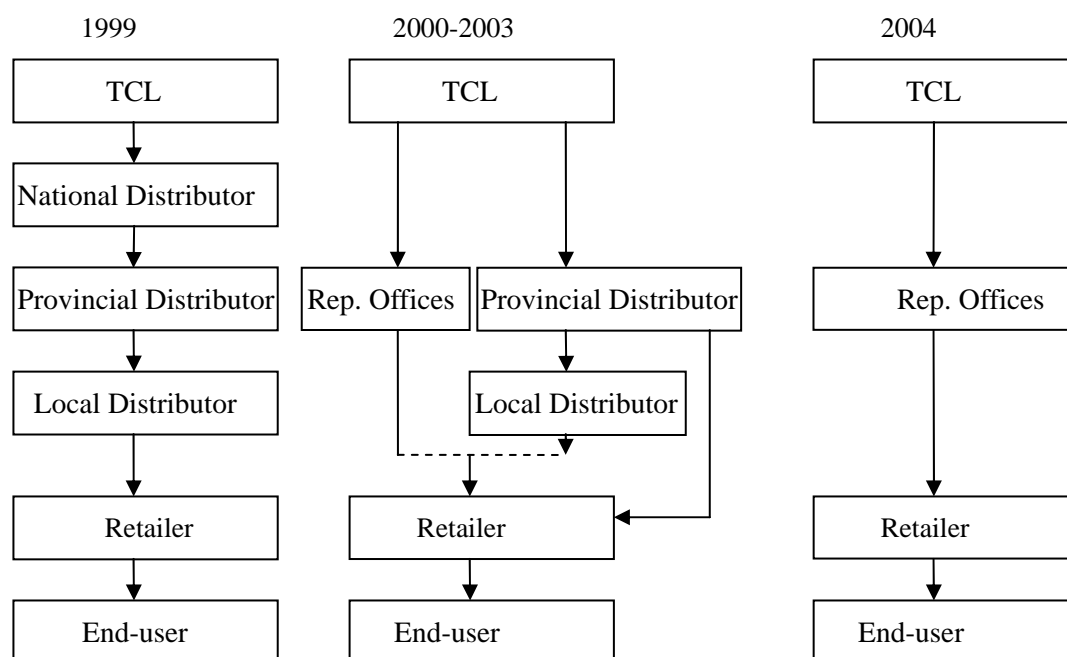 1999
2000-2003
2004
TCL
TCL
TCL
National Distributor
Provincial Distributor
Rep. Offices
Provincial Distributor
Rep. Offices
Local Distributor
Local Distributor
Retailer
Retailer
Retailer
End-user
End-user
End-user